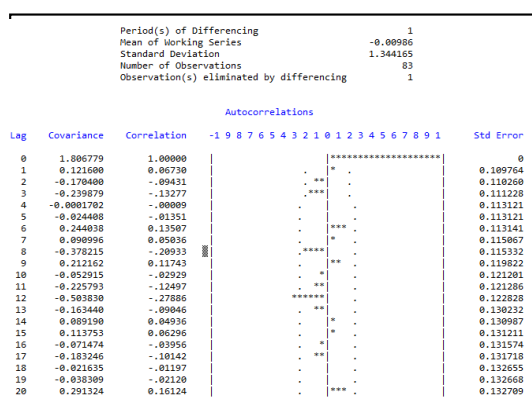 Period(s) of Differencing 1
Mean of Working Series -0.00986
Standard Deviation 1.344165
Number of Observations 83
Observation(s) eliminated by differencing 1
Autocorrelations
Lag Covariance Correlation -1 9 8 7 6 5 4 3 2 1 0 1 2 3 4 5 6 7 8 9 1 Std Error
0 1.806779 1.00000 | |********************| 0
1 0.121600 0.06730 | . |* . | 0.109764
2 -0.170400 -.09431 | . **| . | 0.110260
3 -0.239879 -.13277 | .***| . | 0.111228
4 -0.0001702 -.00009 | . | . | 0.113121
5 -0.024408 -.01351 | . | . | 0.113121
6 0.244038 0.13507 | . |*** . | 0.113141
7 0.090996 0.05036 | . |* . | 0.115067
8 -0.378215 -.20933 | .****| . | 0.115332
9 0.212162 0.11743 | . |** . | 0.119822
10 -0.052915 -.02929 | . *| . | 0.121201
11 -0.225793 -.12497 | . **| . | 0.121286
12 -0.503830 -.27886 | ******| . | 0.122828
13 -0.163440 -.09046 | . **| . | 0.130232
14 0.089190 0.04936 | . |* . | 0.130987
15 0.113753 0.06296 | . |* . | 0.131211
16 -0.071474 -.03956 | . *| . | 0.131574
17 -0.183246 -.10142 | . **| . | 0.131718
18 -0.021635 -.01197 | . | . | 0.132655
19 -0.038309 -.02120 | . | . | 0.132668
20 0.291324 0.16124 | . |*** . | 0.132709